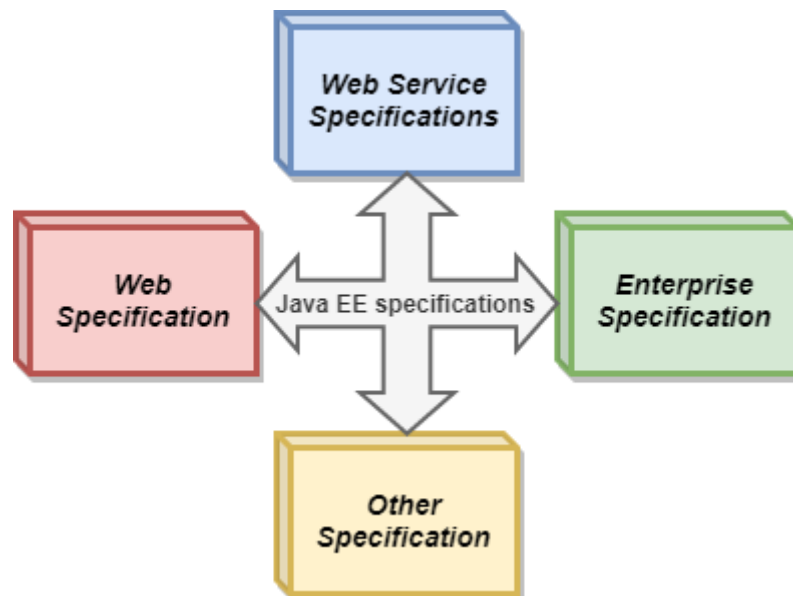 Web Service
Specifications
Web
Specification
Java EE specifications
Enterprise
Specification
Other
Specification